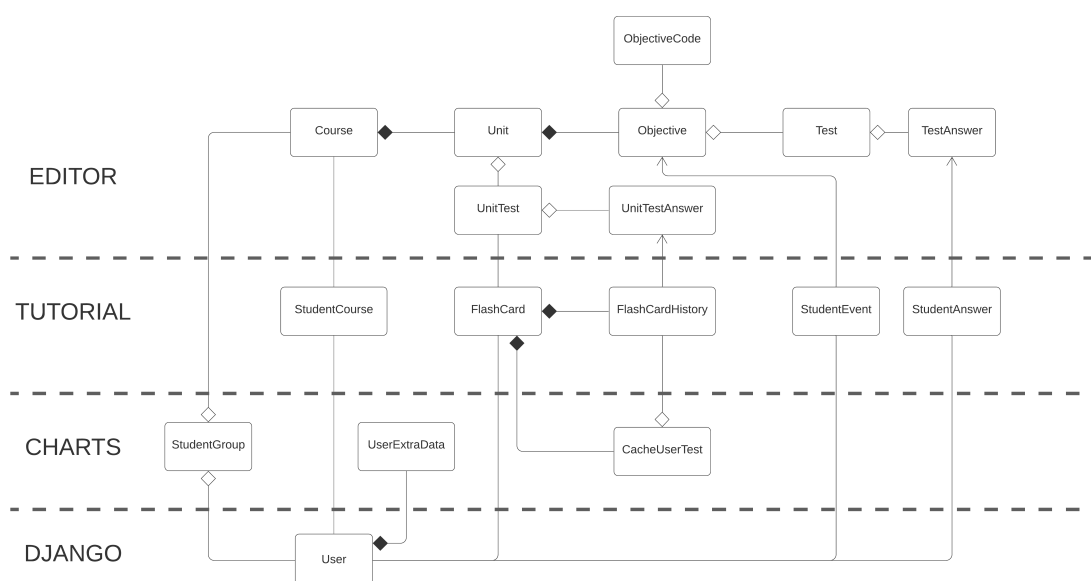 ObjectiveCode
Course
Unit
Objective
Test
TestAnswer
EDITOR
UnitTest
UnitTestAnswer
TUTORIAL
StudentCourse
FlashCard
FlashCardHistory
StudentEvent
StudentAnswer
CHARTS
StudentGroup
UserExtraData
CacheUserTest
DJANGO
User